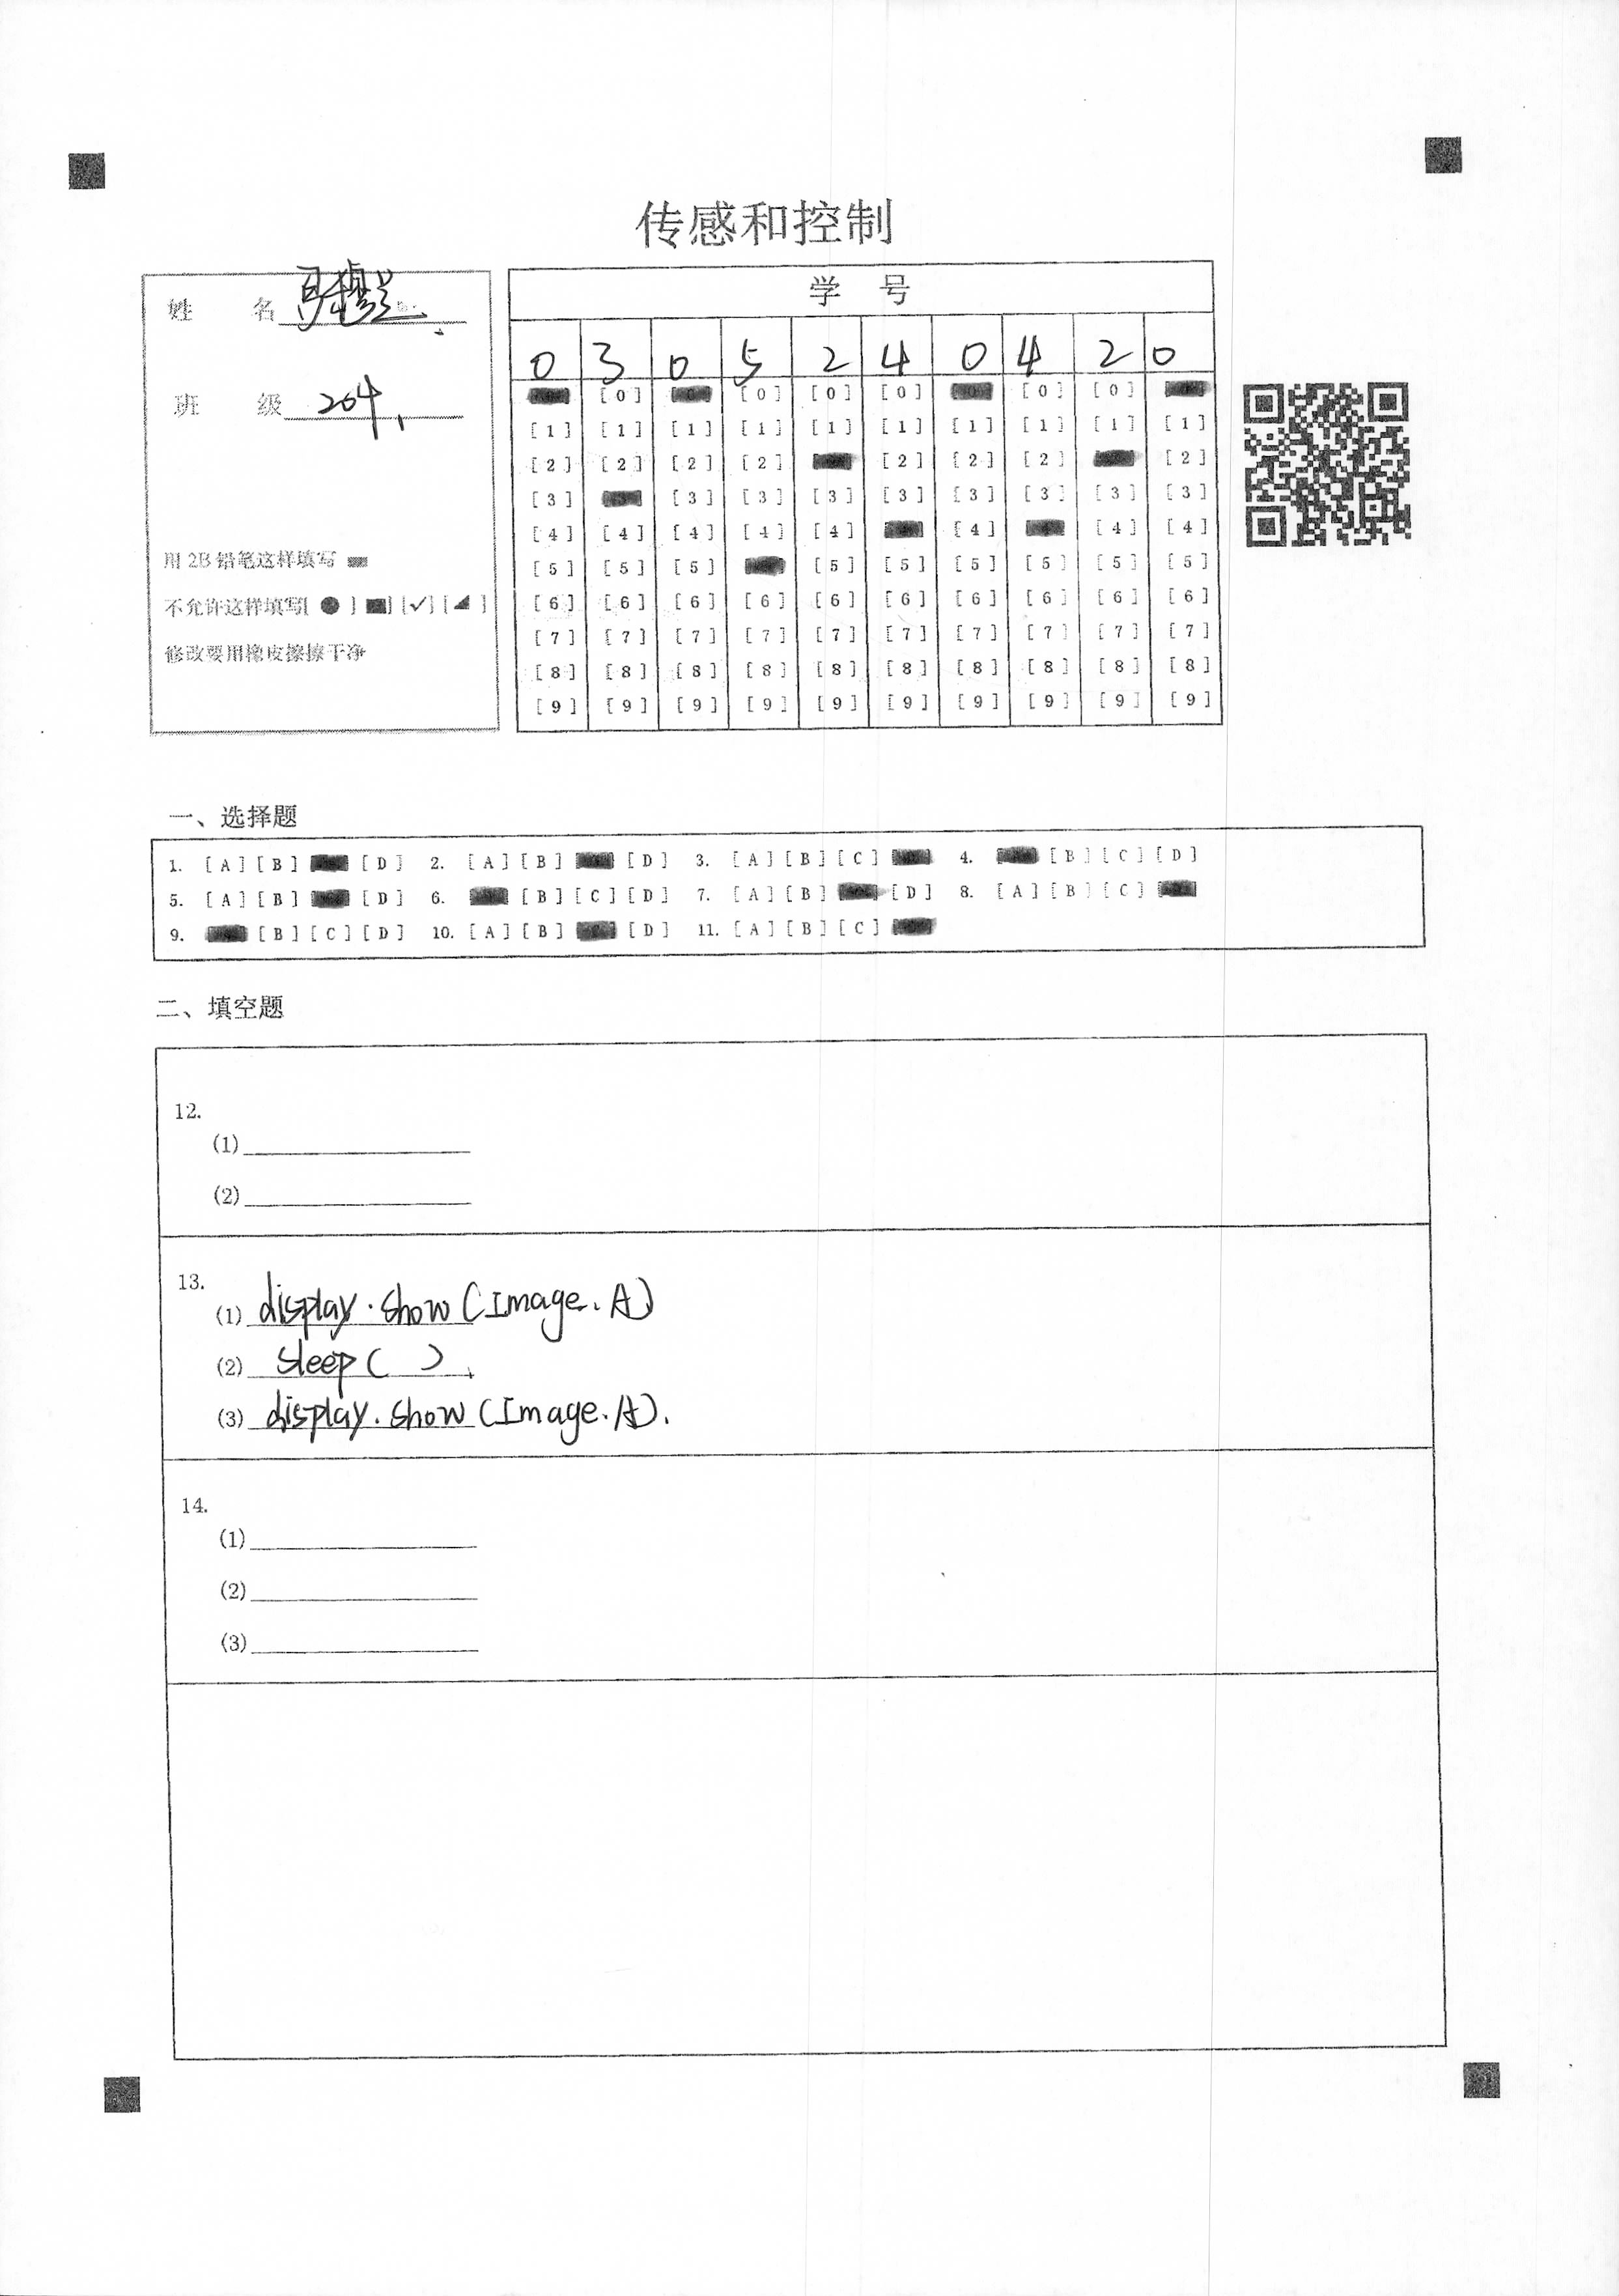 传感和控制
姓 名
班 级 204.
用 2B 铅笔这样填写
不允许这样填写[ ● ] ■] [✓] [◢ ]
修改要用橡皮擦擦干净
学 号
0 3 0 5 2 4 0 4 2 0
[0] [0] [0] [0] [0] [0]
[1] [1] [1] [1] [1] [1] [1] [1] [1] [1]
[2] [2] [2] [2] [2] [2] [2] [2]
[3] [3] [3] [3] [3] [3] [3] [3] [3]
[4] [4] [4] [4] [4] [4] [4] [4]
[5] [5] [5] [5] [5] [5] [5] [5] [5]
[6] [6] [6] [6] [6] [6] [6] [6] [6] [6]
[7] [7] [7] [7] [7] [7] [7] [7] [7] [7]
[8] [8] [8] [8] [8] [8] [8] [8] [8] [8]
[9] [9] [9] [9] [9] [9] [9] [9] [9] [9]
一、选择题
1. [A] [B] [D] 2. [A] [B] [D] 3. [A] [B] [C] 4. [B] [C] [D]
5. [A] [B] [D] 6. [B] [C] [D] 7. [A] [B] [D] 8. [A] [B] [C]
9. [B] [C] [D] 10. [A] [B] [D] 11. [A] [B] [C]
二、填空题
12.
(1)
(2)
13.
(1) display.show(Image.A)
(2) sleep( ).
(3) display.show(Image.A).
14.
(1)
(2)
(3)